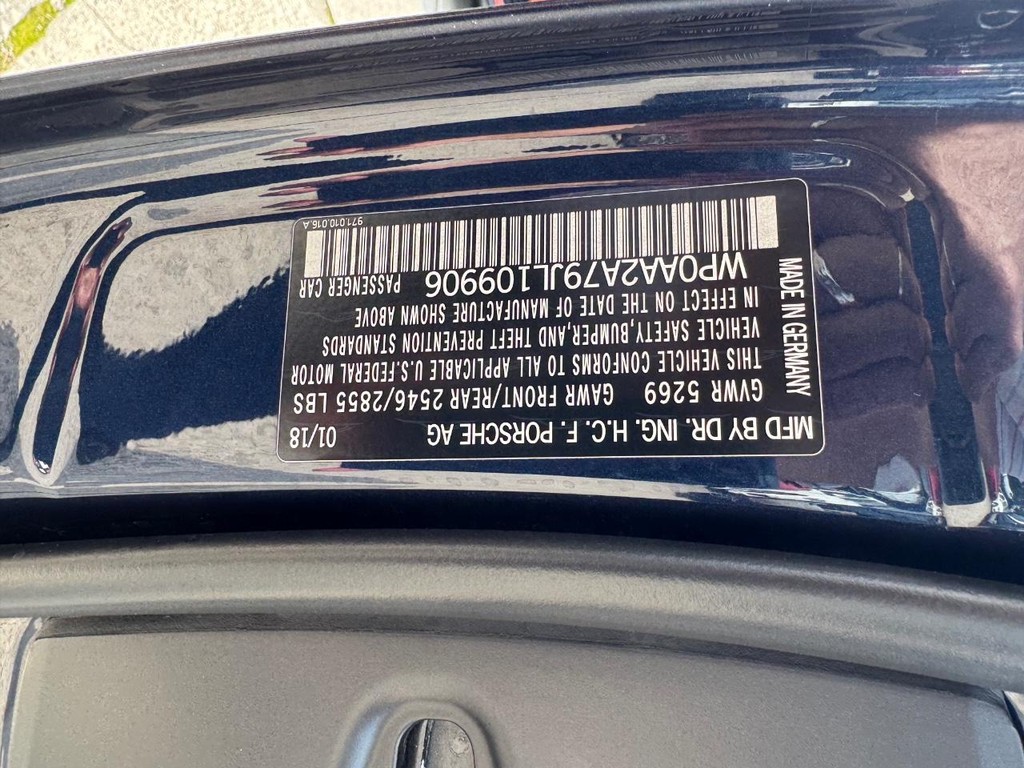 MFD BY DR. ING. H.C. F. PORSCHE AG 01/18
GVWR 5269 GAWR FRONT/REAR 2546/2855 LBS
THIS VEHICLE CONFORMS TO ALL APPLICABLE U.S.FEDERAL MOTOR
VEHICLE SAFETY,BUMPER,AND THEFT PREVENTION STANDARDS
IN EFFECT ON THE DATE OF MANUFACTURE SHOWN ABOVE
WP0AA2A79JL109906 PASSENGER CAR
MADE IN GERMANY
971.010.016.A